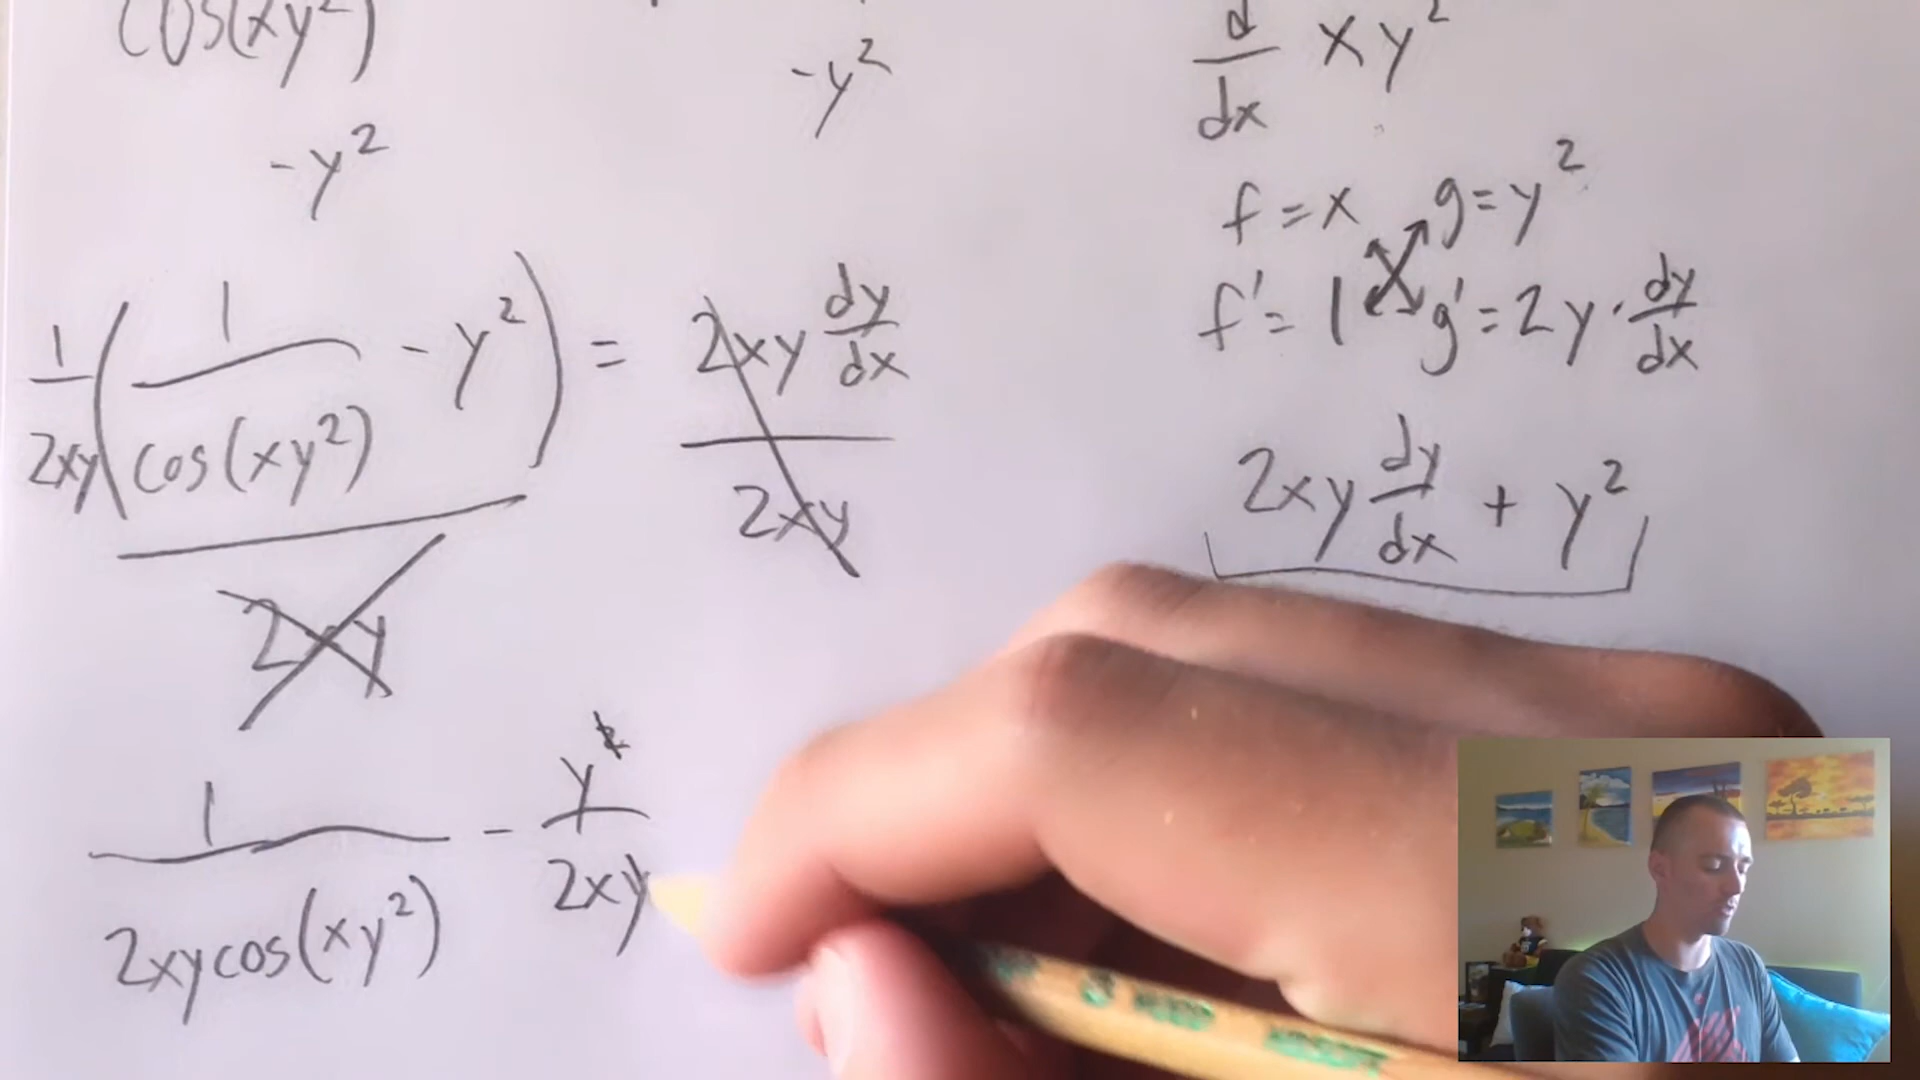 cos(xy²)
-y²
-y²
1/2xy (1/cos(xy²) - y²) / 2xy = 2xy dy/dx / 2xy
1/2xycos(xy²) - y²/2xy
d/dx xy²
f = x g = y²
f' = 1 g' = 2y · dy/dx
2xy dy/dx + y²